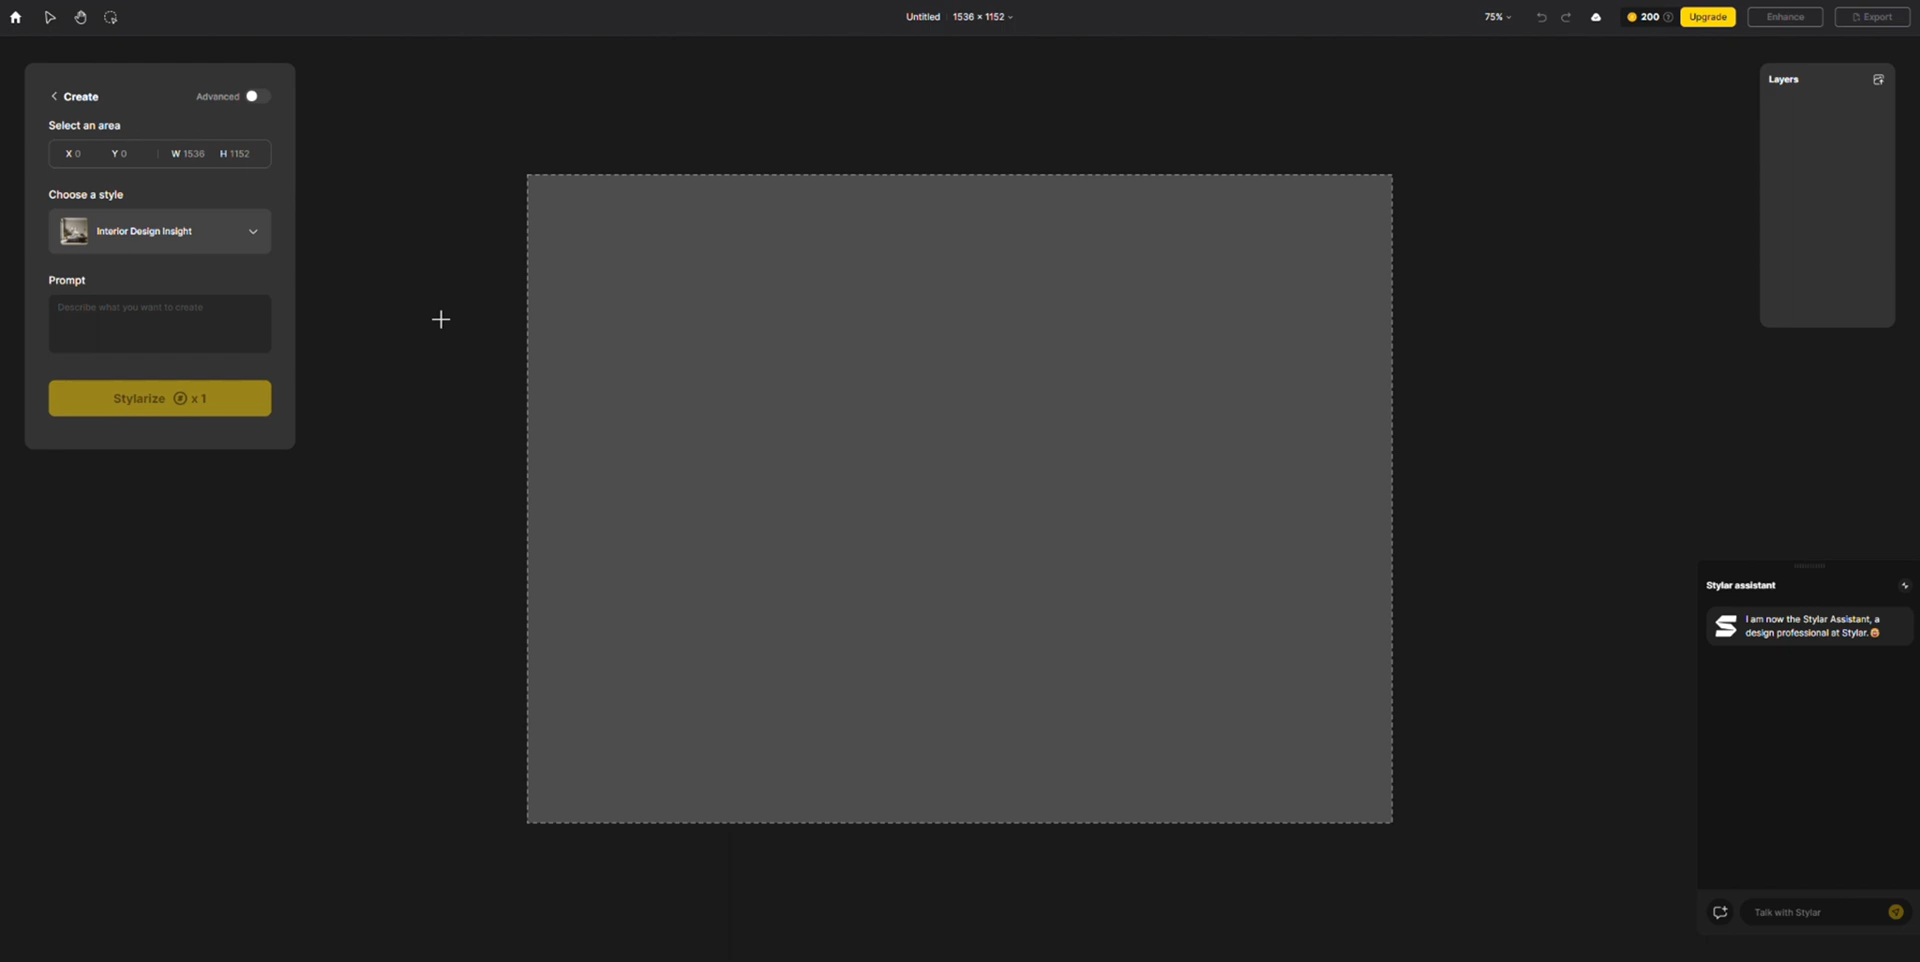 Untitled 1536 × 1152
75%
200
Upgrade
Enhance
Export
Create
Advanced
Select an area
X 0 Y 0 W 1536 H 1152
Choose a style
Interior Design Insight
Prompt
Describe what you want to create
Stylarize x 1
Layers
Stylar assistant
I am now the Stylar Assistant, a
design professional at Stylar.
Talk with Stylar